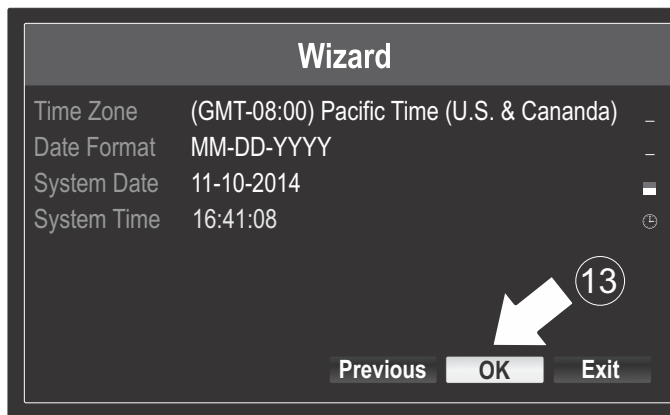 Wizard
Time Zone (GMT-08:00) Pacific Time (U.S. & Cananda) _
Date Format MM-DD-YYYY _
System Date 11-10-2014
System Time 16:41:08
13
Previous OK Exit